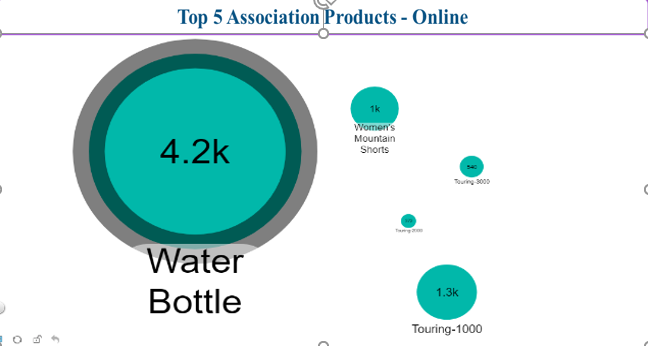 Top 5 Association Products - Online
4.2k
Water
Bottle
1k
Women's
Mountain
Shorts
540
Touring-3000
Touring-2000
1.3k
Touring-1000